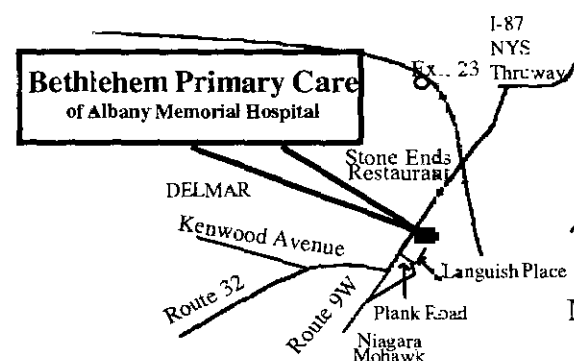 I-87
NYS
Thruway
Ex.. 23
Bethlehem Primary Care
of Albany Memorial Hospital
Stone Ends
Restaurant
DELMAR
Kenwood Avenue
Route 32
Route 9W
Languish Place
Plank Road
Niagara
Mohawk